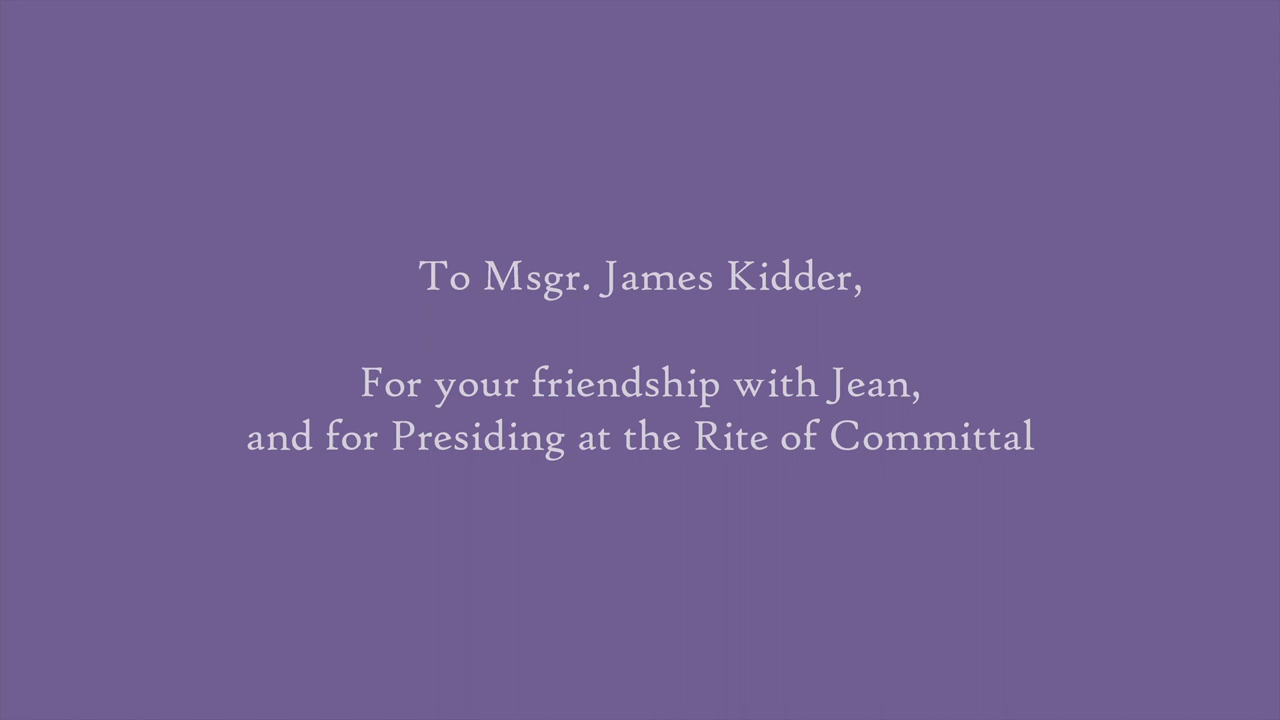 To Msgr. James Kidder,
For your friendship with Jean,
and for Presiding at the Rite of Committal